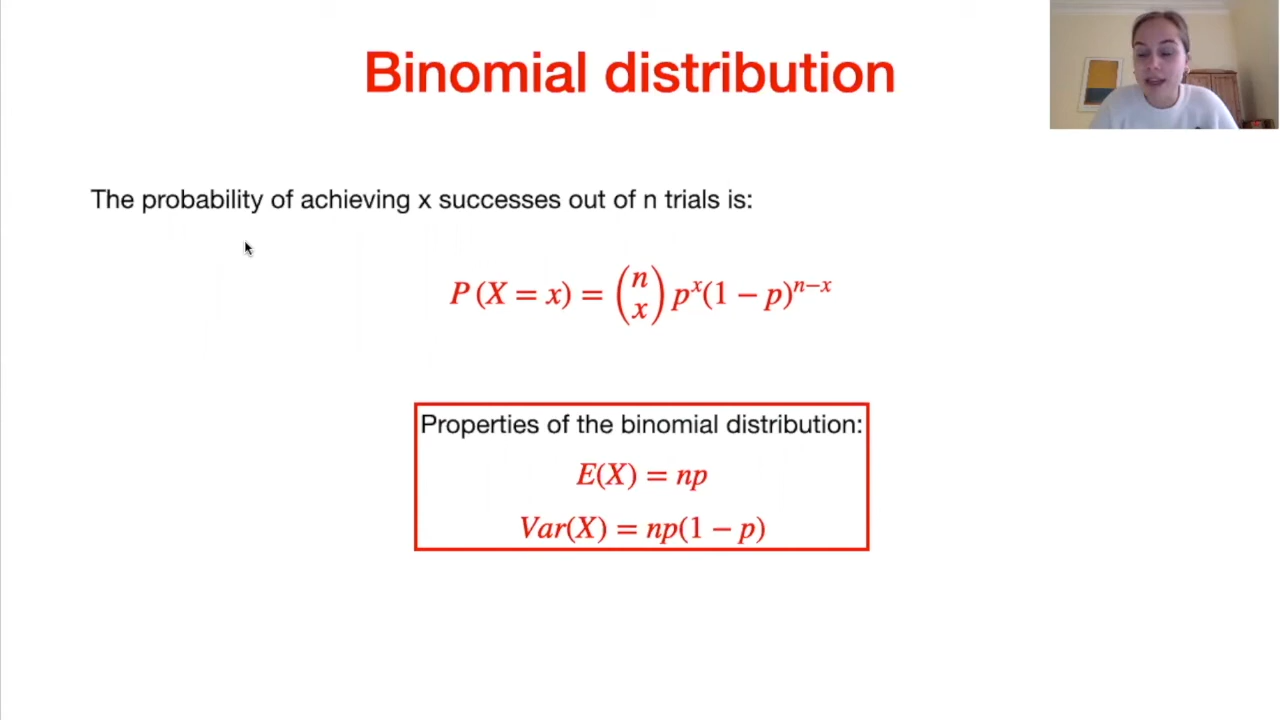 Binomial distribution
The probability of achieving x successes out of n trials is:
P(X = x) = \binom{n}{x} p^x (1 − p)^{n−x}
Properties of the binomial distribution:
E(X) = np
Var(X) = np(1 − p)